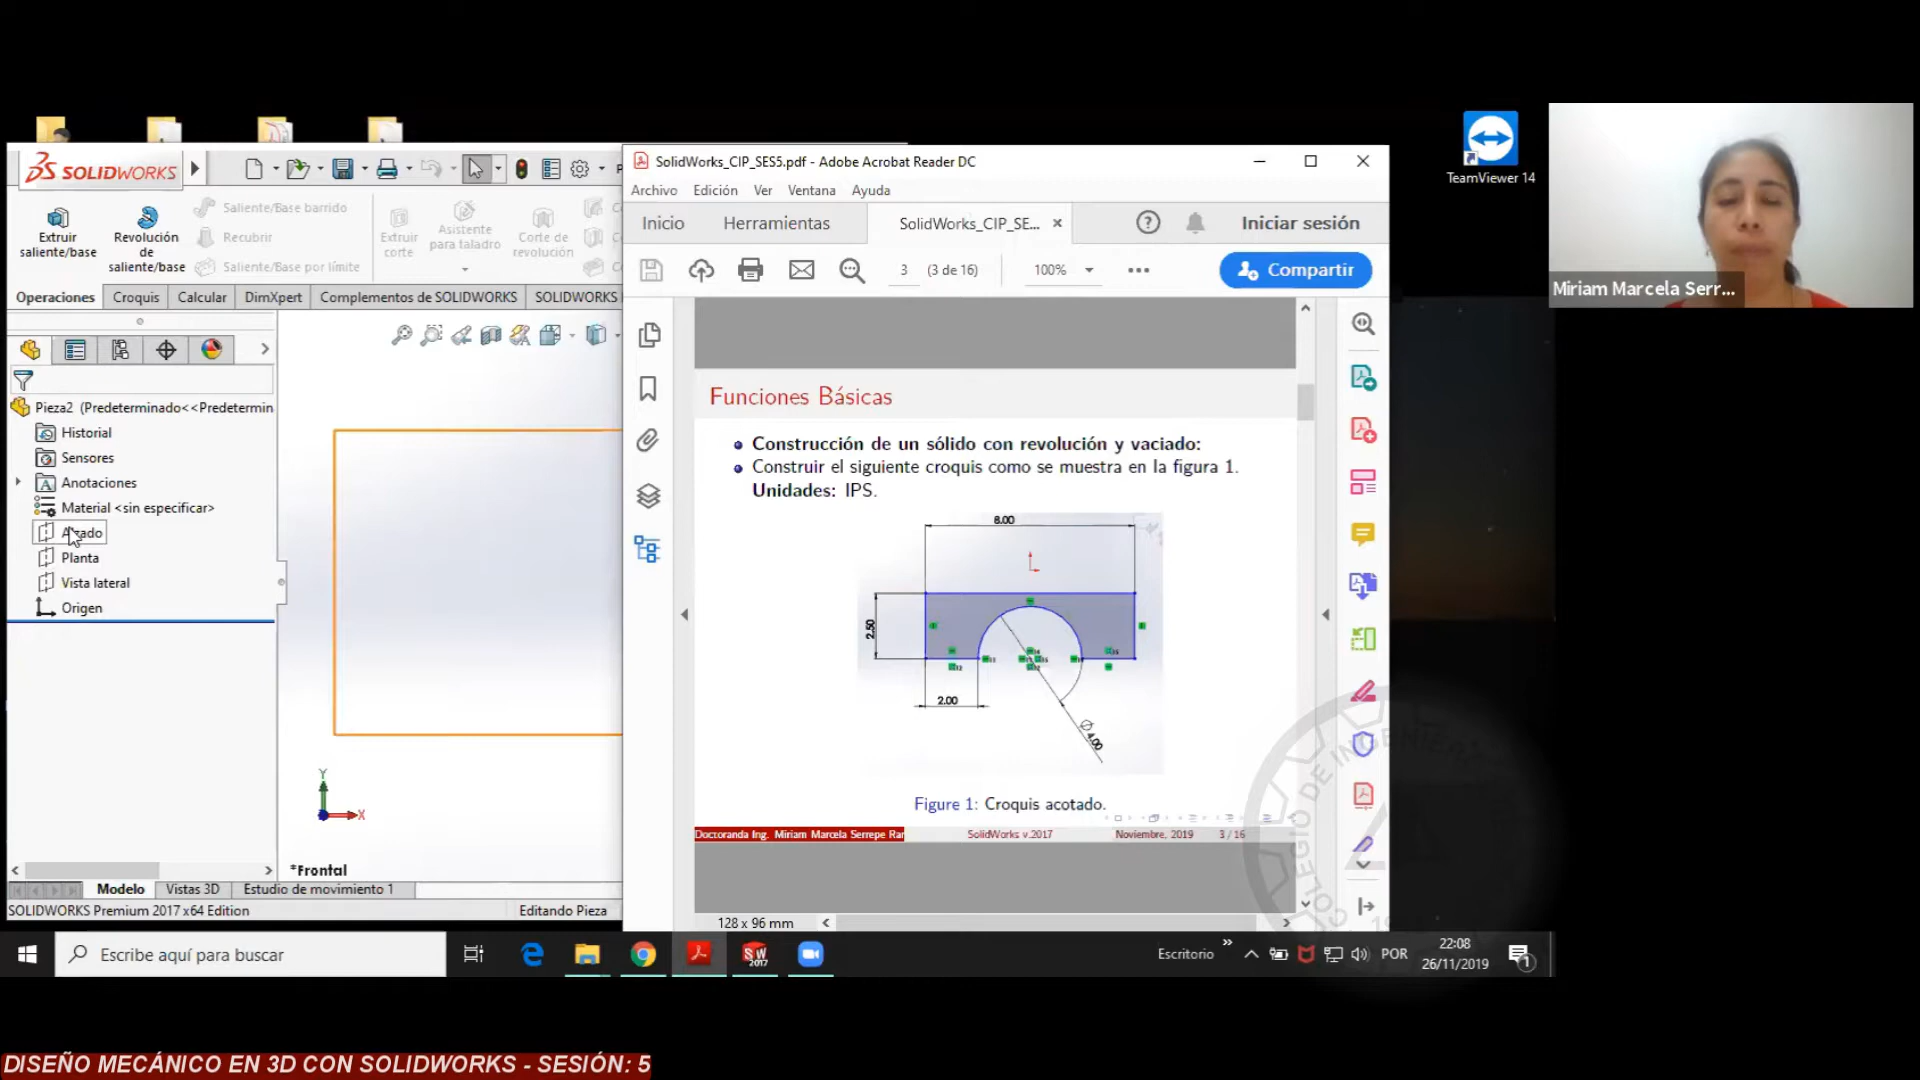 TeamViewer 14
Miriam Marcela Serr...
SOLIDWORKS
Extruir saliente/base
Revolución de saliente/base
Saliente/Base barrido
Recubrir
Saliente/Base por límite
Extruir corte
Asistente para taladro
Corte de revolución
Operaciones
Croquis
Calcular
DimXpert
Complementos de SOLIDWORKS
SOLIDWORKS
Pieza2 (Predeterminado<<Predetermin
Historial
Sensores
Anotaciones
Material <sin especificar>
Planta
Vista lateral
Origen
Y
X
*Frontal
Modelo
Vistas 3D
Estudio de movimiento 1
SOLIDWORKS Premium 2017 x64 Edition
Editando Pieza
SolidWorks_CIP_SES5.pdf - Adobe Acrobat Reader DC
Archivo Edición Ver Ventana Ayuda
Inicio
Herramientas
SolidWorks_CIP_SE...
Iniciar sesión
3
(3 de 16)
100%
Compartir
Funciones Básicas
Construcción de un sólido con revolución y vaciado:
Construir el siguiente croquis como se muestra en la figura 1.
Unidades: IPS.
2.50
2.00
∅ 4.00
Figure 1: Croquis acotado.
Doctoranda Ing. Miriam Marcela Serrepe Ra
SolidWorks v.2017
Noviembre, 2019
3 / 16
128 x 96 mm
COLEGIO DE INGENIER
Escribe aquí para buscar
SW 2017
Escritorio
POR
22:08
26/11/2019
1
DISEÑO MECÁNICO EN 3D CON SOLIDWORKS - SESIÓN: 5